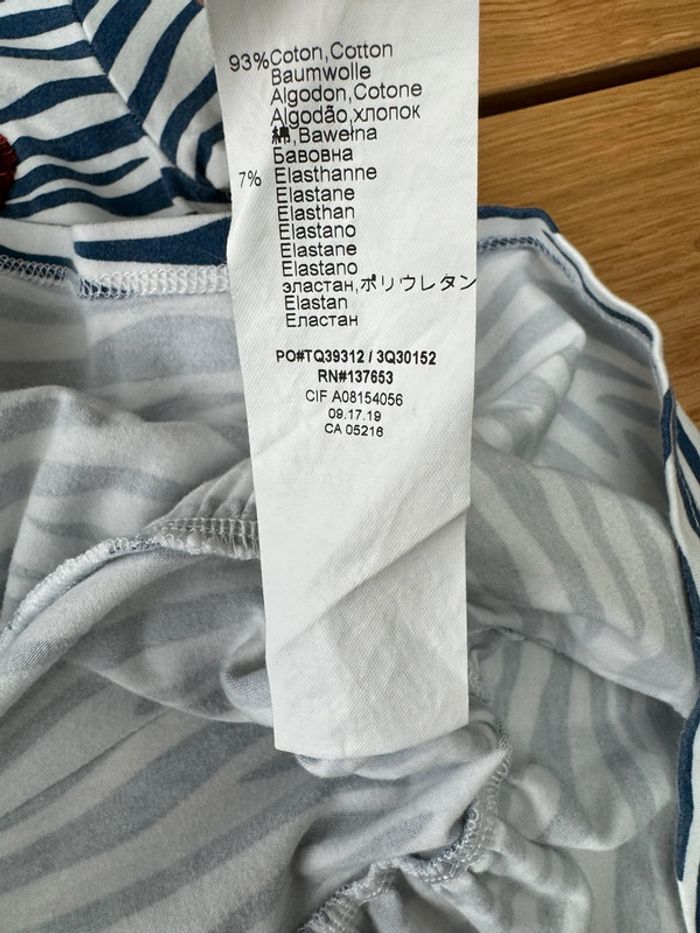 93% Coton,Cotton
Baumwolle
Algodon,Cotone
Algodão,хлопок
綿,Bawełna
Бавовна
7% Elasthanne
Elastane
Elasthan
Elastano
Elastane
Elastano
эластан,ポリウレタン
Elastan
Еластан
PO#TQ39312 / 3Q30152
RN#137653
CIF A08154056
09.17.19
CA 05216